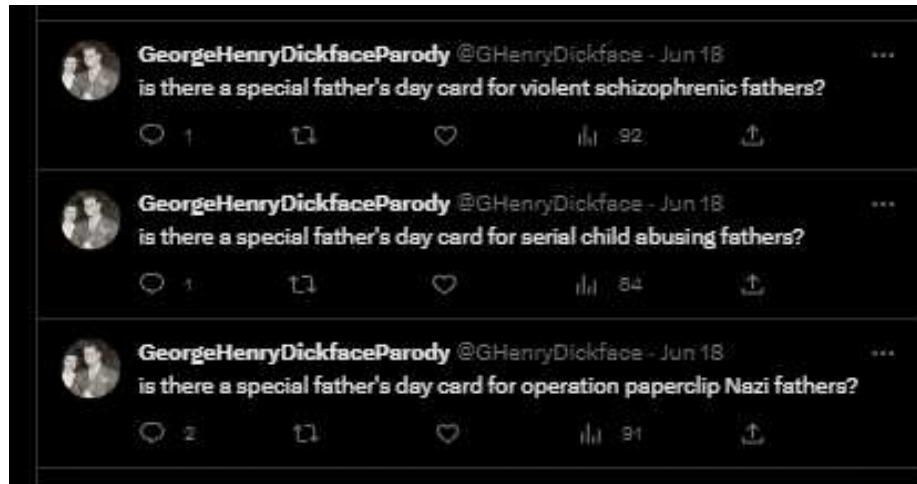 GeorgeHenryDickfaceParody @GHenryDickface · Jun 18
is there a special father's day card for violent schizophrenic fathers?
1 92
GeorgeHenryDickfaceParody @GHenryDickface · Jun 18
is there a special father's day card for serial child abusing fathers?
1 84
GeorgeHenryDickfaceParody @GHenryDickface · Jun 18
is there a special father's day card for operation paperclip Nazi fathers?
2 91